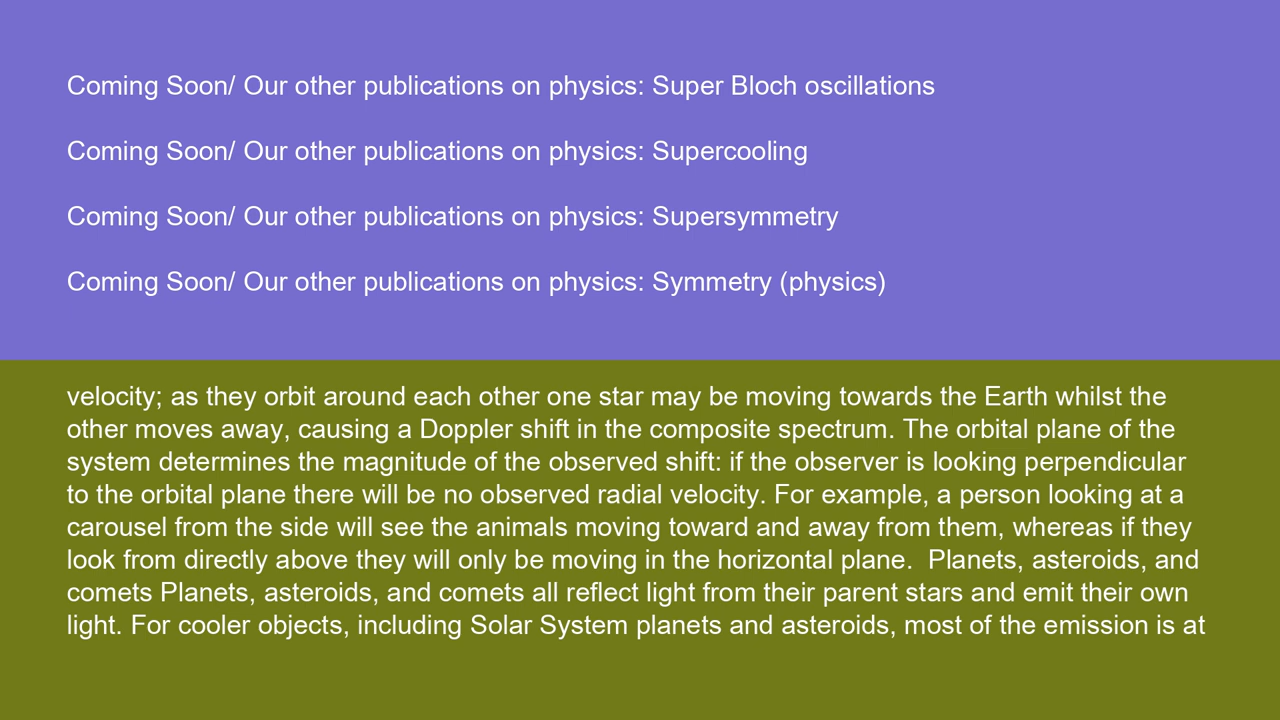 Coming Soon/ Our other publications on physics: Super Bloch oscillations
Coming Soon/ Our other publications on physics: Supercooling
Coming Soon/ Our other publications on physics: Supersymmetry
Coming Soon/ Our other publications on physics: Symmetry (physics)
velocity; as they orbit around each other one star may be moving towards the Earth whilst the
other moves away, causing a Doppler shift in the composite spectrum. The orbital plane of the
system determines the magnitude of the observed shift: if the observer is looking perpendicular
to the orbital plane there will be no observed radial velocity. For example, a person looking at a
carousel from the side will see the animals moving toward and away from them, whereas if they
look from directly above they will only be moving in the horizontal plane.  Planets, asteroids, and
comets Planets, asteroids, and comets all reflect light from their parent stars and emit their own
light. For cooler objects, including Solar System planets and asteroids, most of the emission is at